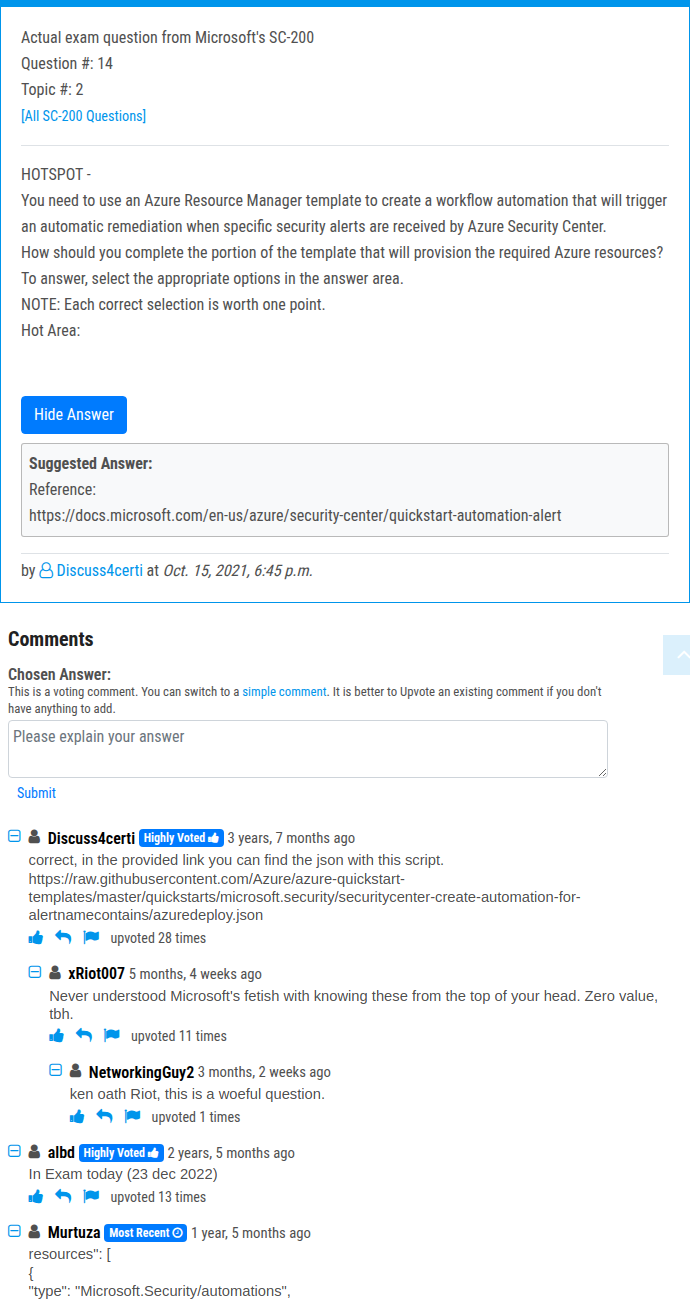 Actual exam question from Microsoft's SC-200
Question #: 14
Topic #: 2
[All SC-200 Questions]
HOTSPOT -
You need to use an Azure Resource Manager template to create a workflow automation that will trigger
an automatic remediation when specific security alerts are received by Azure Security Center.
How should you complete the portion of the template that will provision the required Azure resources?
To answer, select the appropriate options in the answer area.
NOTE: Each correct selection is worth one point.
Hot Area:
Hide Answer
Suggested Answer:
Reference:
https://docs.microsoft.com/en-us/azure/security-center/quickstart-automation-alert
by Discuss4certi at Oct. 15, 2021, 6:45 p.m.
Comments
Chosen Answer:
This is a voting comment. You can switch to a simple comment. It is better to Upvote an existing comment if you don't
have anything to add.
Please explain your answer
Submit
Discuss4certi Highly Voted 3 years, 7 months ago
correct, in the provided link you can find the json with this script.
https://raw.githubusercontent.com/Azure/azure-quickstart-
templates/master/quickstarts/microsoft.security/securitycenter-create-automation-for-
alertnamecontains/azuredeploy.json
upvoted 28 times
xRiot007 5 months, 4 weeks ago
Never understood Microsoft's fetish with knowing these from the top of your head. Zero value,
tbh.
upvoted 11 times
NetworkingGuy2 3 months, 2 weeks ago
ken oath Riot, this is a woeful question.
upvoted 1 times
albd Highly Voted 2 years, 5 months ago
In Exam today (23 dec 2022)
upvoted 13 times
Murtuza Most Recent 1 year, 5 months ago
resources": [
{
"type": "Microsoft.Security/automations",